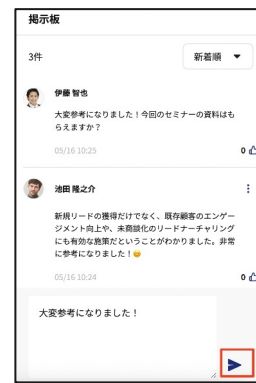 掲示板
3件
新着順
伊藤 智也
大変参考になりました！今回のセミナーの資料はも
らえますか？
05/16 10:25
0
池田 隆之介
新規リードの獲得だけでなく、既存顧客のエンゲー
ジメント向上や、未商談化のリードナーチャリング
にも有効な施策だということがわかりました。非常
に参考になりました！😊
05/16 10:24
0
大変参考になりました！